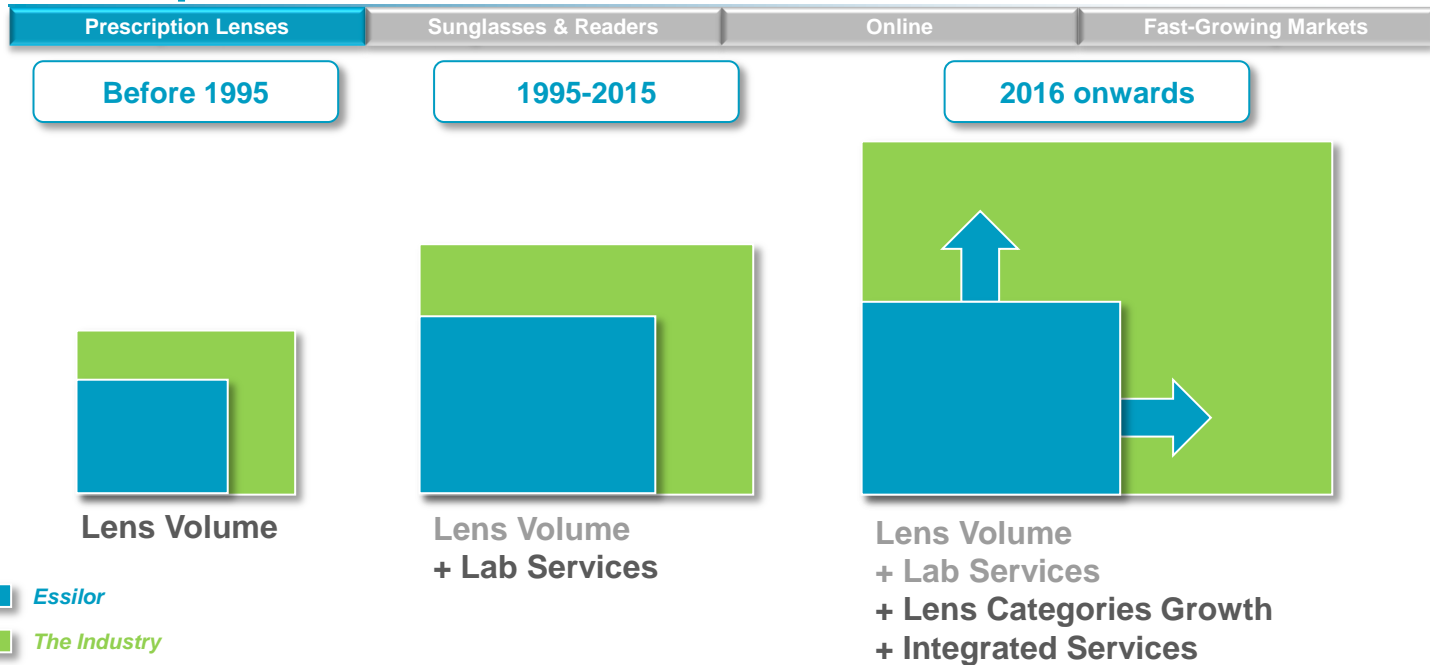 Prescription Lenses
Sunglasses & Readers
Online
Fast-Growing Markets
Before 1995
1995-2015
2016 onwards
Lens Volume
Lens Volume
+ Lab Services
Lens Volume
+ Lab Services
+ Lens Categories Growth
+ Integrated Services
Essilor
The Industry